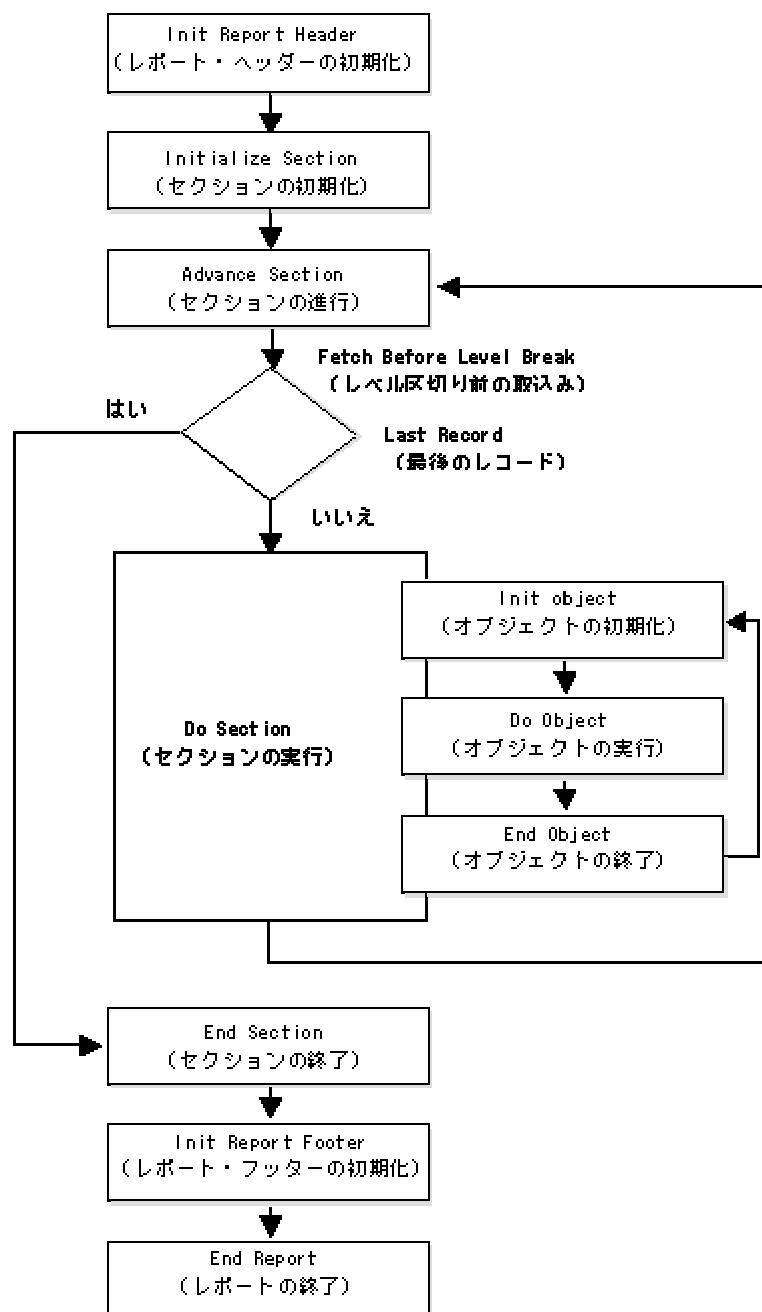 Init Report Header
(レポート・ヘッダーの初期化)
Initialize Section
(セクションの初期化)
Advance Section
(セクションの進行)
Fetch Before Level Break
(レベル区切り前の取込み)
はい
Last Record
(最後のレコード)
いいえ
Init object
(オブジェクトの初期化)
Do Section
(セクションの実行)
Do Object
(オブジェクトの実行)
End Object
(オブジェクトの終了)
End Section
(セクションの終了)
Init Report Footer
(レポート・フッターの初期化)
End Report
(レポートの終了)